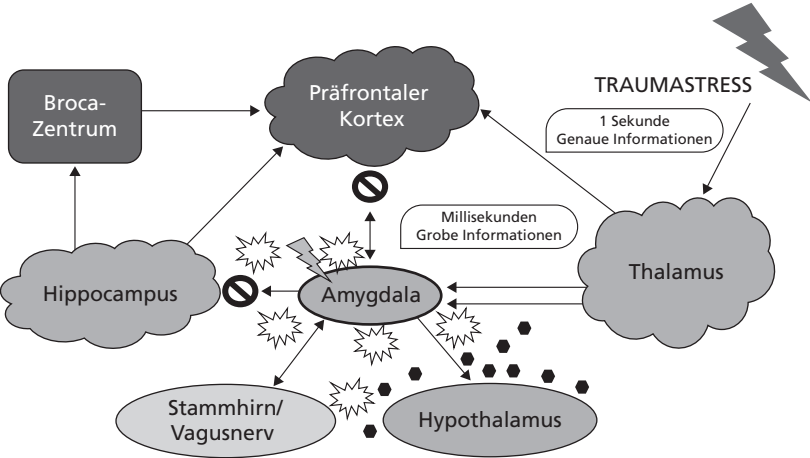 TRAUMASTRESS
Broca-
Zentrum
Präfrontaler
Kortex
1 Sekunde
Genaue Informationen
Millisekunden
Grobe Informationen
Hippocampus
Amygdala
Thalamus
Stammhirn/
Vagusnerv
Hypothalamus